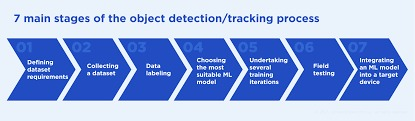 7 main stages of the object detection/tracking process
01
Defining
dataset
requirements
02
Collecting
a dataset
03
Data
labeling
04
Choosing
the most
suitable ML
model
05
Undertaking
several
training
iterations
06
Field
testing
07
Integrating
an ML model
into a target
device